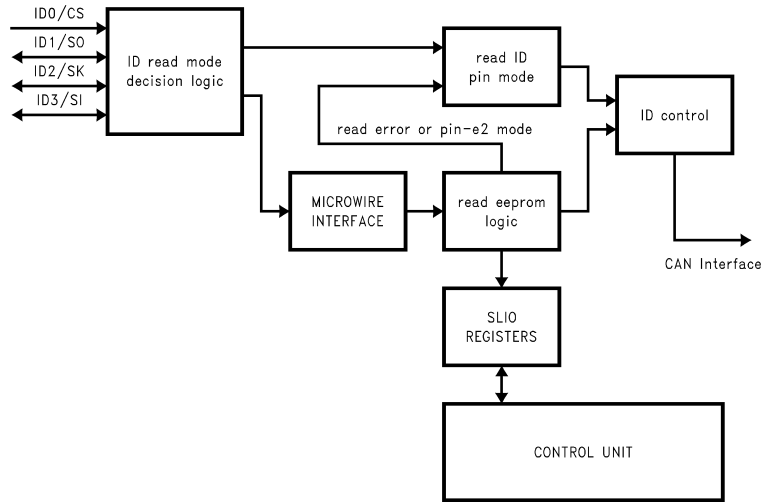 ID0/CS
ID1/SO
ID2/SK
ID3/SI
ID read mode
decision logic
read ID
pin mode
ID control
read error or pin-e2 mode
MICROWIRE
INTERFACE
read eeprom
logic
CAN Interface
SLIO
REGISTERS
CONTROL UNIT